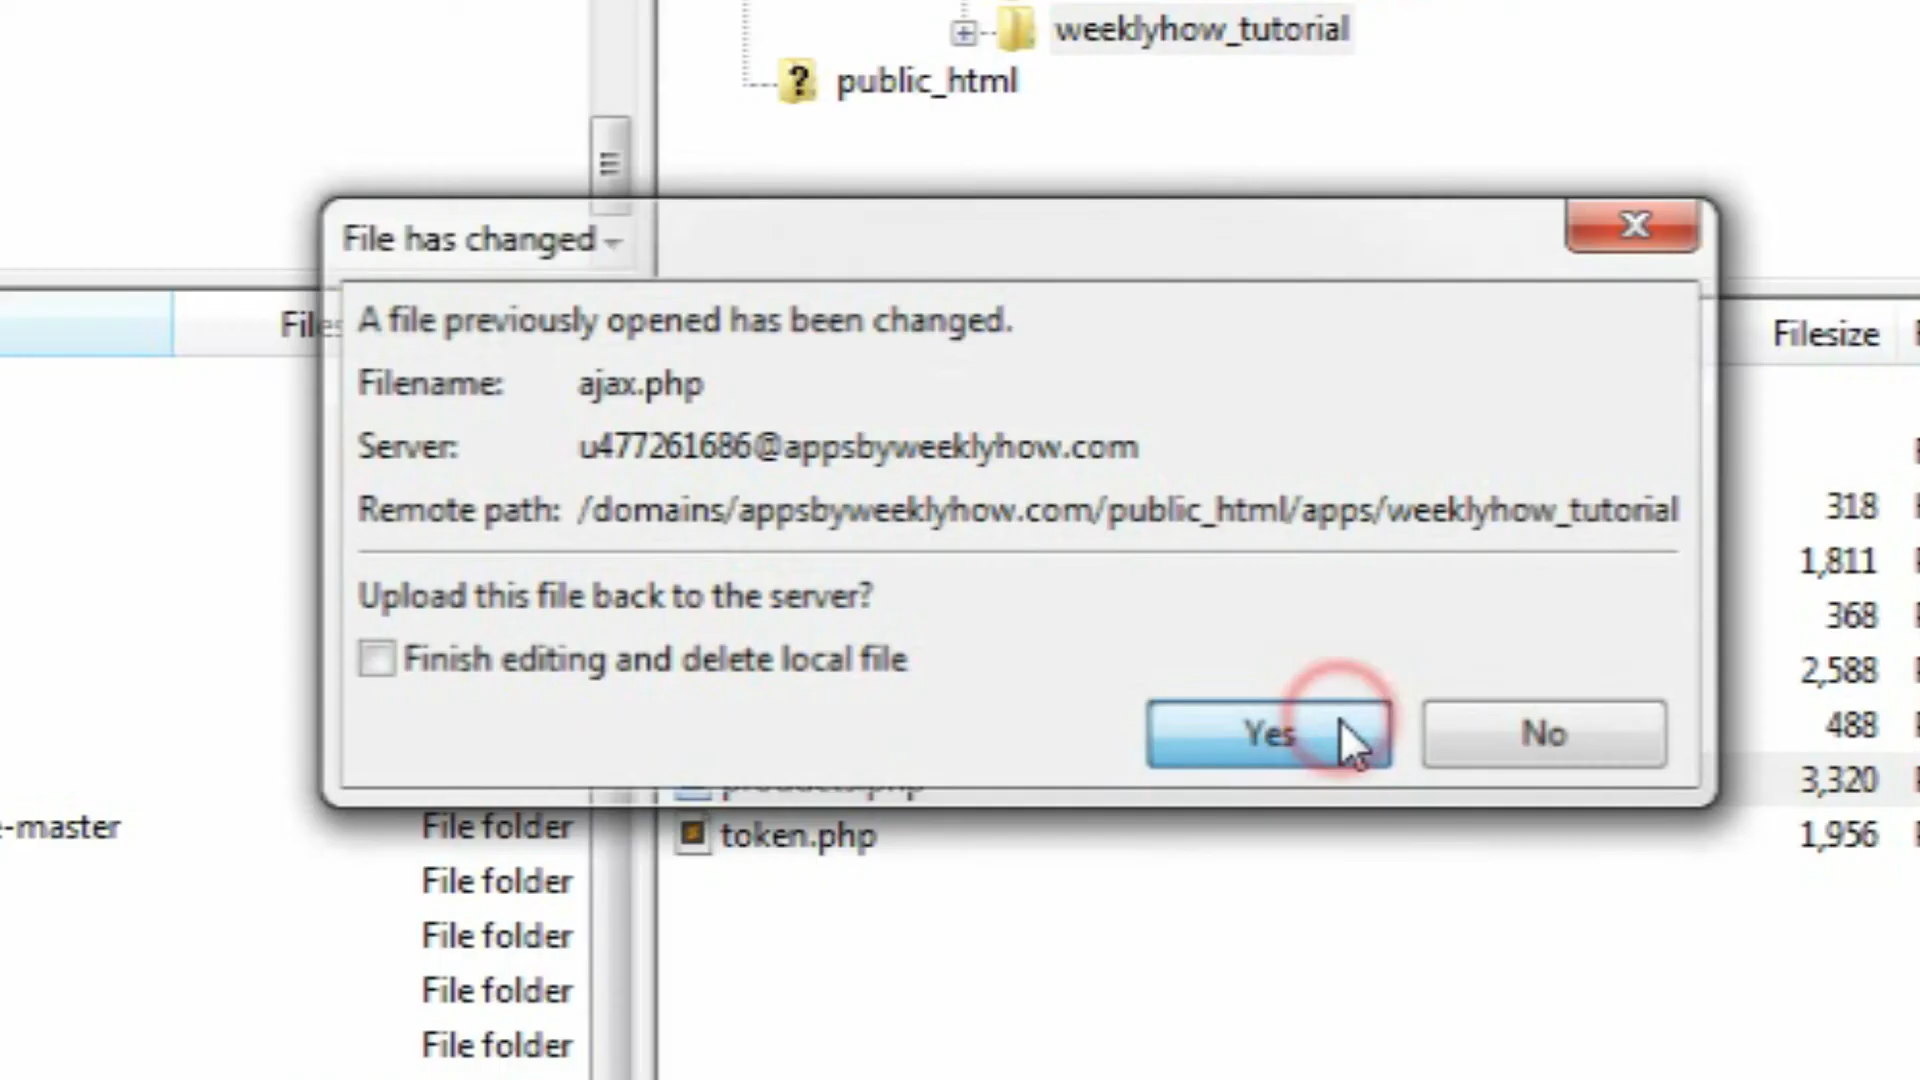 weeklyhow_tutorial
public_html
File has changed
Files
A file previously opened has been changed.
Filesize
Filename: ajax.php
Server: u477261686@appsbyweeklyhow.com
Remote path: /domains/appsbyweeklyhow.com/public_html/apps/weeklyhow_tutorial
318
1,811
Upload this file back to the server?
368
Finish editing and delete local file
2,588
Yes
No
488
products.php
3,320
e-master
File folder
token.php
1,956
File folder
File folder
File folder
File folder